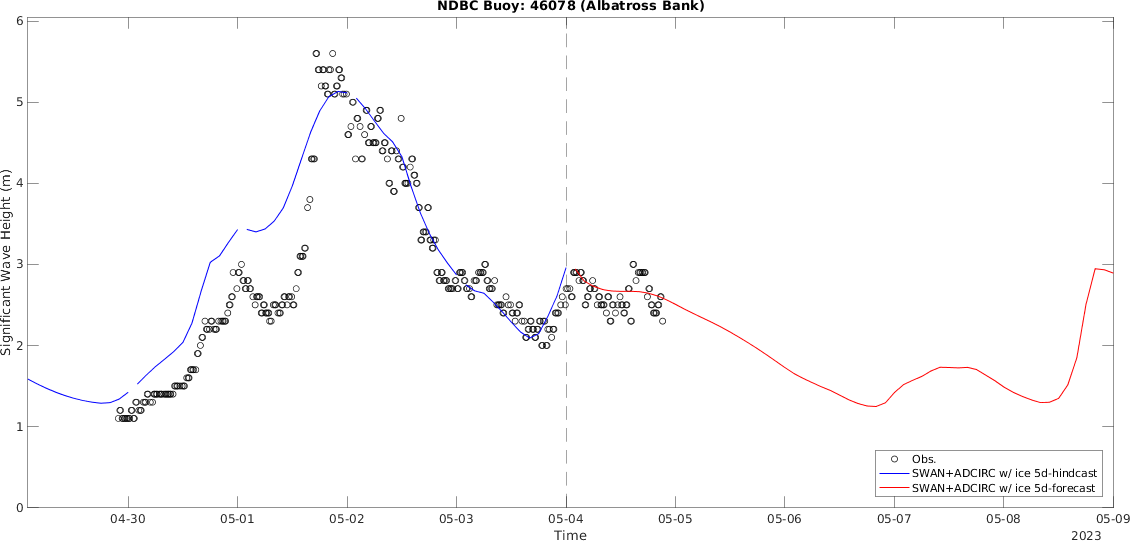 NDBC Buoy: 46078 (Albatross Bank)
6
5
4
3
2
1
0
Significant Wave Height (m)
Obs.
SWAN+ADCIRC w/ ice 5d-hindcast
SWAN+ADCIRC w/ ice 5d-forecast
04-30 05-01 05-02 05-03 05-04 05-05 05-06 05-07 05-08 05-09
Time
2023